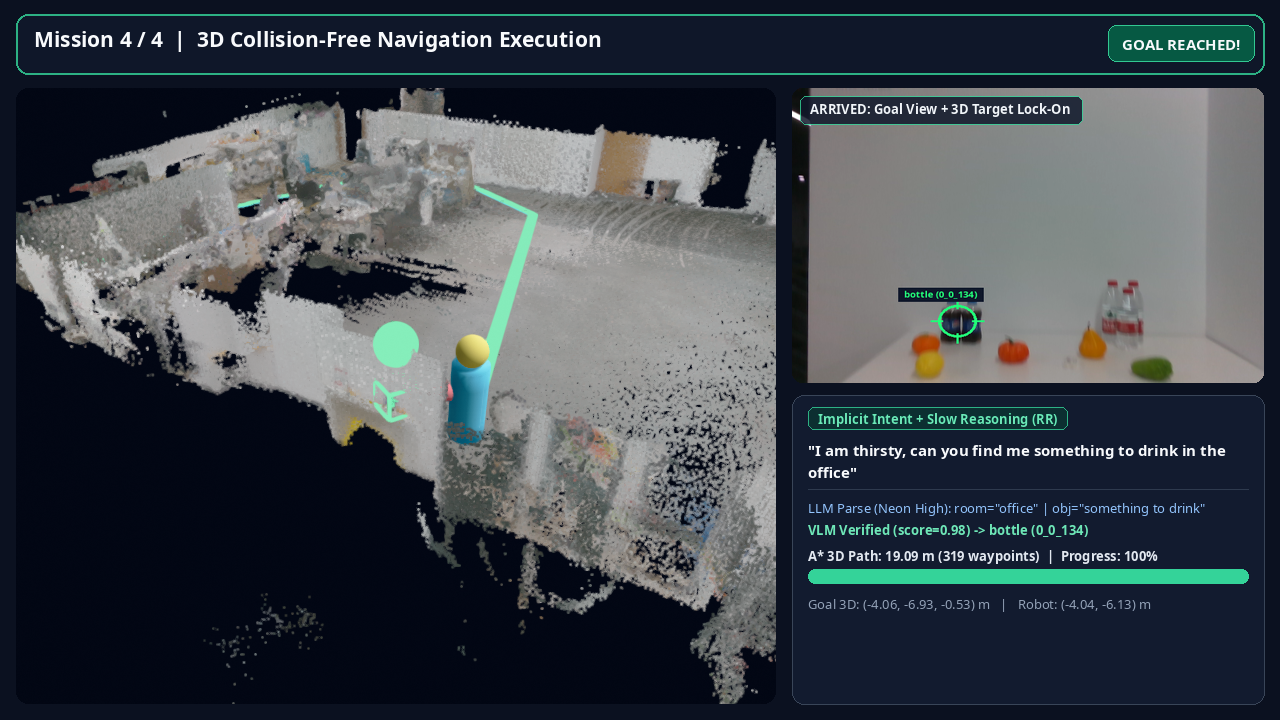 Mission 4 / 4 | 3D Collision-Free Navigation Execution
GOAL REACHED!
ARRIVED: Goal View + 3D Target Lock-On
bottle (0_0_134)
Implicit Intent + Slow Reasoning (RR)
"I am thirsty, can you find me something to drink in the
office"
LLM Parse (Neon High): room="office" | obj="something to drink"
VLM Verified (score=0.98) -> bottle (0_0_134)
A* 3D Path: 19.09 m (319 waypoints) | Progress: 100%
Goal 3D: (-4.06, -6.93, -0.53) m | Robot: (-4.04, -6.13) m